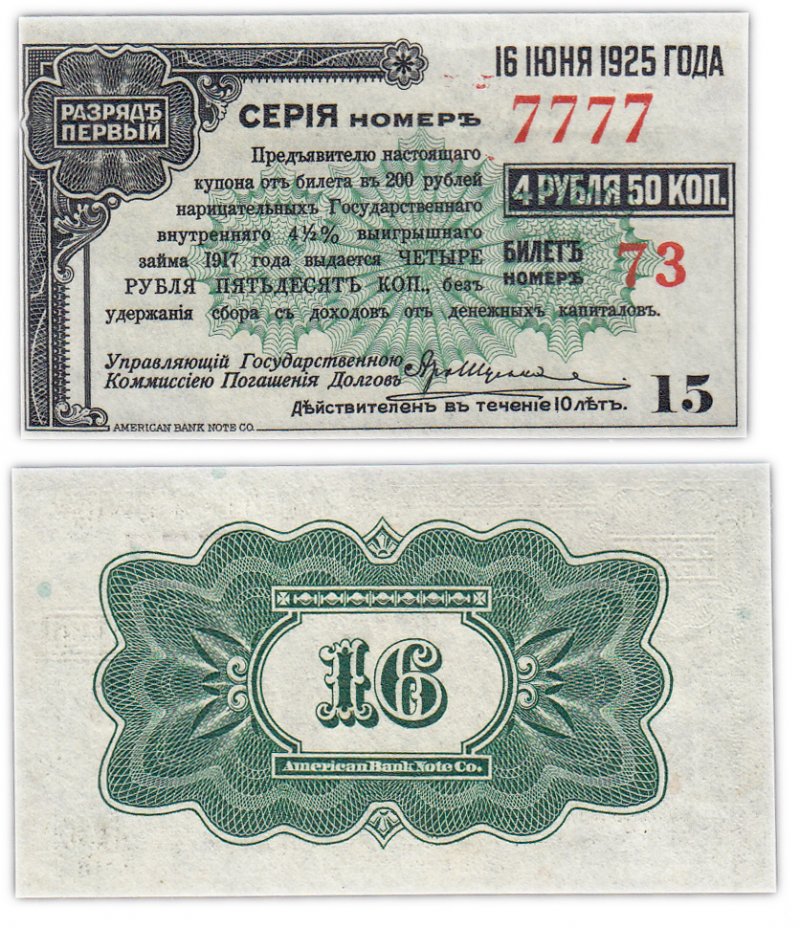 РАЗРЯДЪ
ПЕРВЫЙ
16 ІЮНЯ 1925 ГОДА
СЕРІЯ НОМЕРЪ 7777
Предъявителю настоящаго
купона отъ билета въ 200 рублей
нарицательныхъ Государственнаго
внутренняго 4½% выигрышнаго
займа 1917 года выдается ЧЕТЫРЕ
РУБЛЯ ПЯТЬДЕСЯТЪ КОП., безъ
удержанія сбора съ доходовъ отъ денежныхъ капиталовъ.
4 РУБЛЯ 50 КОП.
БИЛЕТЪ
НОМЕРЪ 73
Управляющій Государственною
Коммиссіею Погашенія Долговъ
Дѣйствителенъ въ теченіе 10 лѣтъ.
15
AMERICAN BANK NOTE CO.
16
American Bank Note Co.